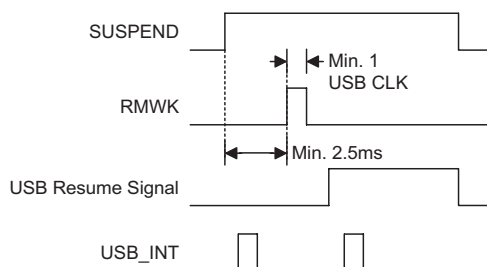 SUSPEND
Min. 1
USB CLK
RMWK
Min. 2.5ms
USB Resume Signal
USB_INT